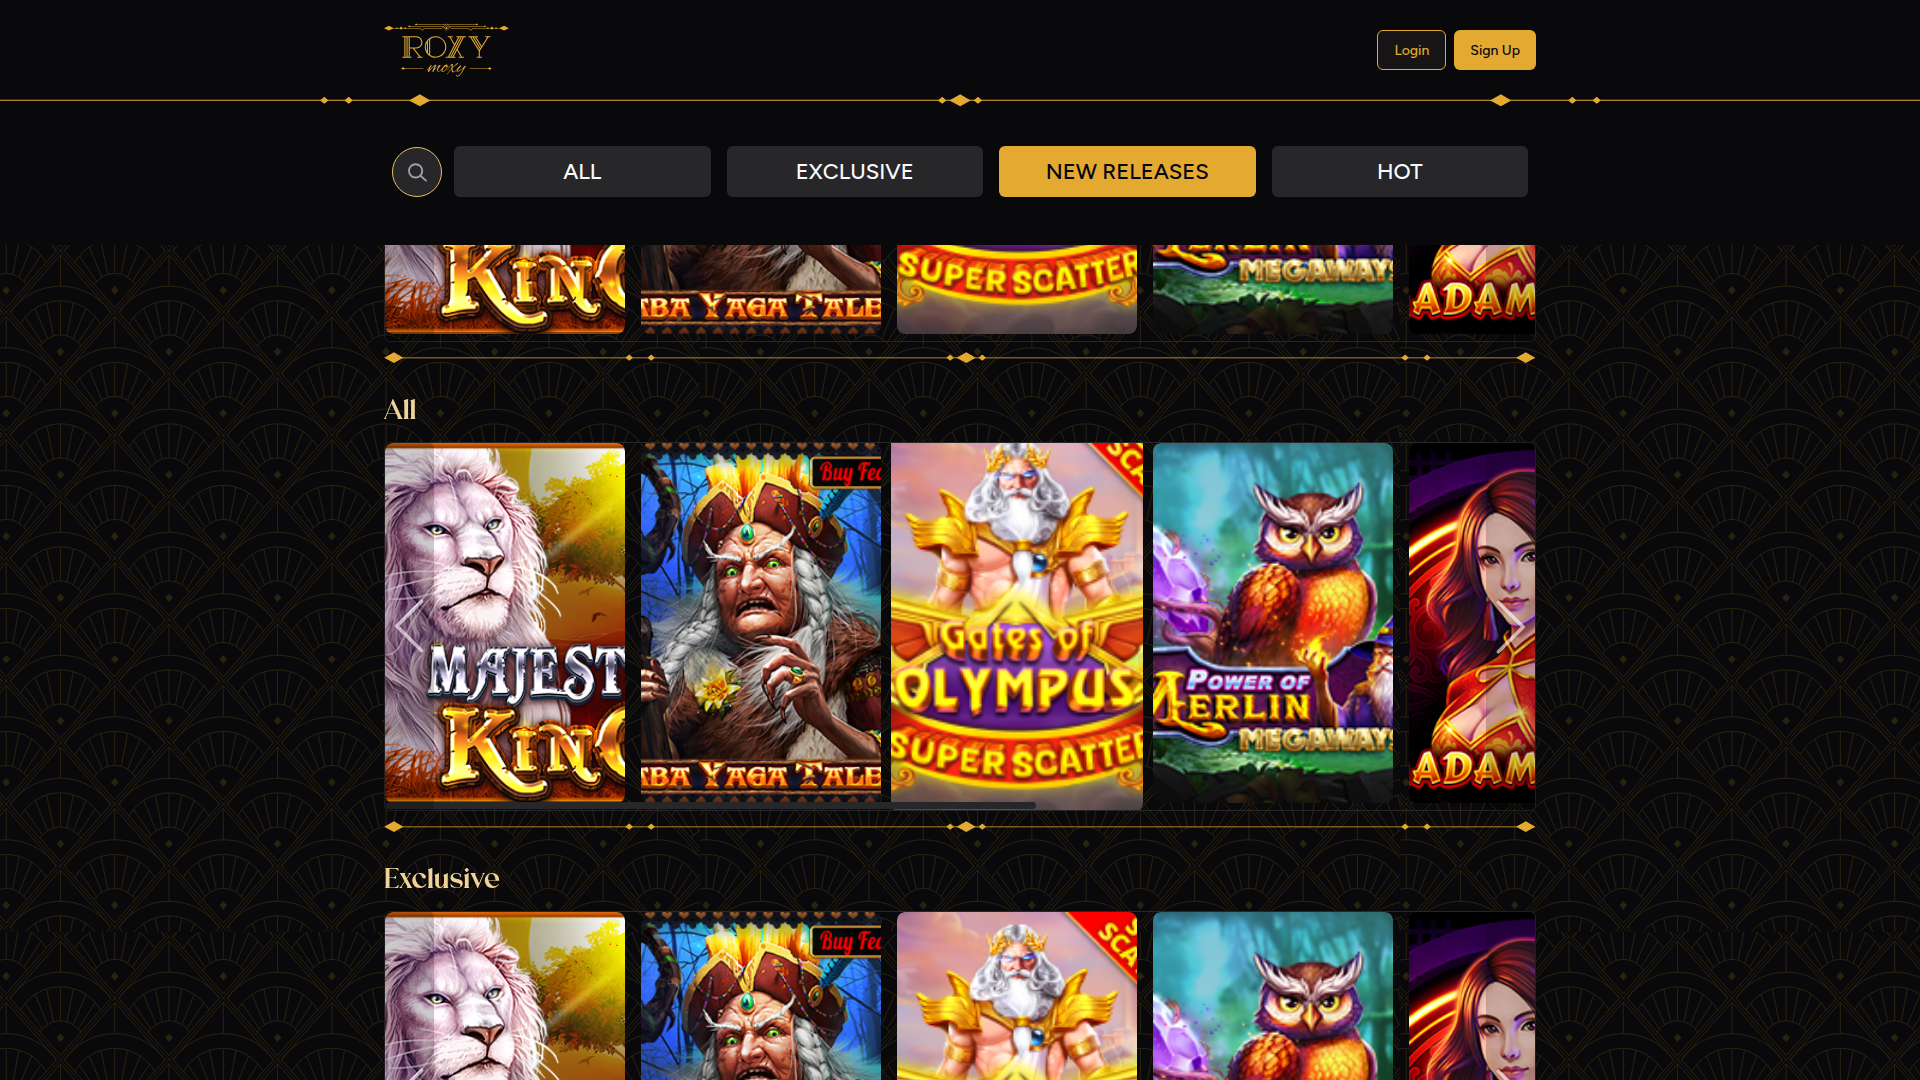 ROXY
moxy
Login
Sign Up
ALL
EXCLUSIVE
NEW RELEASES
HOT
KING
BA YAGA TALE
SUPER SCATTER
MERLIN
MEGAWAYS
ADAM
All
Buy Fea
SCA
MAJEST
KING
Gates of
OLYMPUS
SUPER SCATTER
BA YAGA TALE
POWER OF
MERLIN
MEGAWAYS
ADAM
Exclusive
Buy Fea
SCA